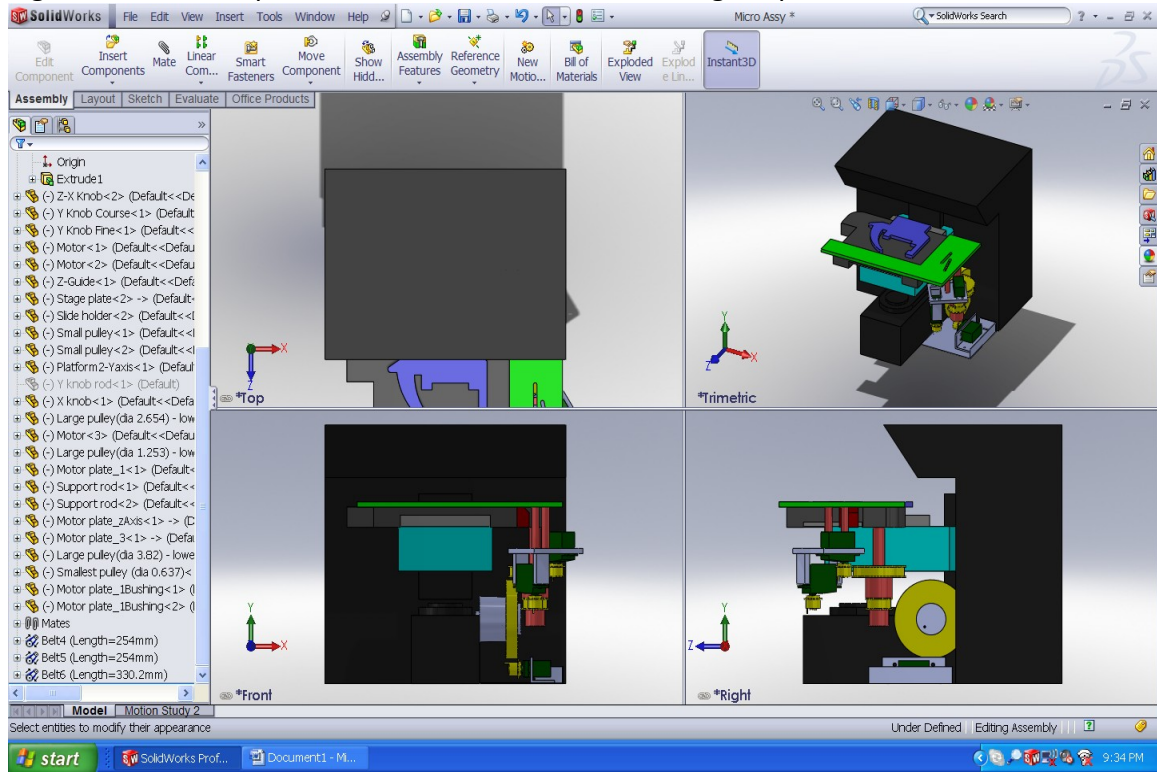 SolidWorks File Edit View Insert Tools Window Help Micro Assy * SolidWorks Search
Edit Component
Insert Components
Mate
Linear Com...
Smart Fasteners
Move Component
Show Hidd...
Assembly Features
Reference Geometry
New Motio...
Bill of Materials
Exploded View
Explod e Lin...
Instant3D
Assembly Layout Sketch Evaluate Office Products
Origin
Extrude1
(-) Z-X Knob<2> (Default<<De
(-) Y Knob Course<1> (Default
(-) Y Knob Fine<1> (Default<<
(-) Motor<1> (Default<<Defau
(-) Motor<2> (Default<<Defau
(-) Z-Guide<1> (Default<<Defa
(-) Stage plate<2> -> (Default
(-) Slide holder<2> (Default<<
(-) Small pulley<1> (Default<<
(-) Small pulley<2> (Default<<
(-) Platform2-Yaxis<1> (Defaul
(-) Y knob rod<1> (Default)
(-) X knob<1> (Default<<Defa
(-) Large pulley(dia 2.654) - low
(-) Motor<3> (Default<<Defau
(-) Large pulley(dia 1.253) - low
(-) Motor plate_1<1> (Default<
(-) Support rod<1> (Default<<
(-) Support rod<2> (Default<<
(-) Motor plate_zAxis<1> -> (D
(-) Motor plate_3<1> -> (Defau
(-) Large pulley(dia 3.82) - lowe
(-) Smallest pulley (dia 0.637)<
(-) Motor plate_1Bushing<1> (
(-) Motor plate_1Bushing<2> (
Mates
Belt4 (Length=254mm)
Belt5 (Length=254mm)
Belt6 (Length=330.2mm)
X
Z
*Top
Y
Z
X
*Trimetric
Y
X
*Front
Y
Z
*Right
Model Motion Study 2
Select entities to modify their appearance Under Defined Editing Assembly
start SolidWorks Prof... Document1 - Mi... 9:34 PM